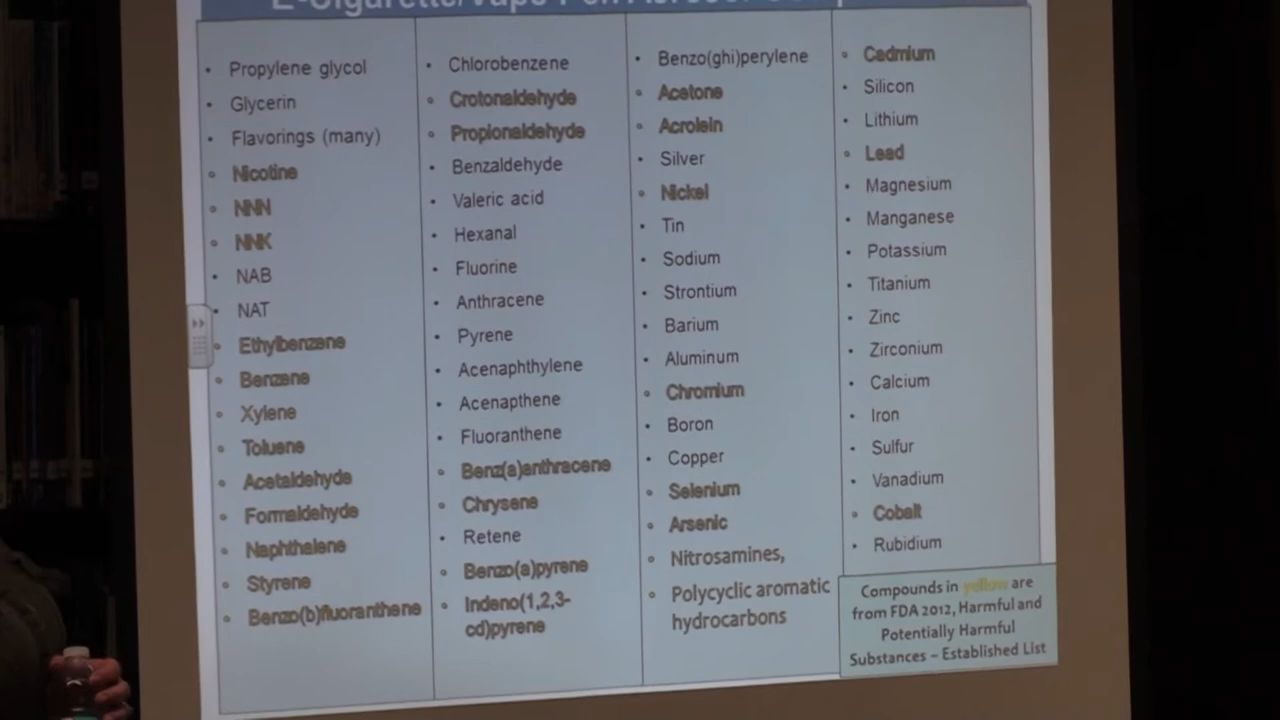 Propylene glycol
Glycerin
Flavorings (many)
Nicotine
NNN
NNK
NAB
NAT
Ethylbenzene
Benzene
Xylene
Toluene
Acetaldehyde
Formaldehyde
Naphthalene
Styrene
Benzo(b)fluoranthene
Chlorobenzene
Crotonaldehyde
Propionaldehyde
Benzaldehyde
Valeric acid
Hexanal
Fluorine
Anthracene
Pyrene
Acenaphthylene
Acenapthene
Fluoranthene
Benz(a)anthracene
Chrysene
Retene
Benzo(a)pyrene
Indeno(1,2,3-
cd)pyrene
Benzo(ghi)perylene
Acetone
Acrolein
Silver
Nickel
Tin
Sodium
Strontium
Barium
Aluminum
Chromium
Boron
Copper
Selenium
Arsenic
Nitrosamines,
Polycyclic aromatic
hydrocarbons
Cadmium
Silicon
Lithium
Lead
Magnesium
Manganese
Potassium
Titanium
Zinc
Zirconium
Calcium
Iron
Sulfur
Vanadium
Cobalt
Rubidium
Compounds in yellow are
from FDA 2012, Harmful and
Potentially Harmful
Substances – Established List